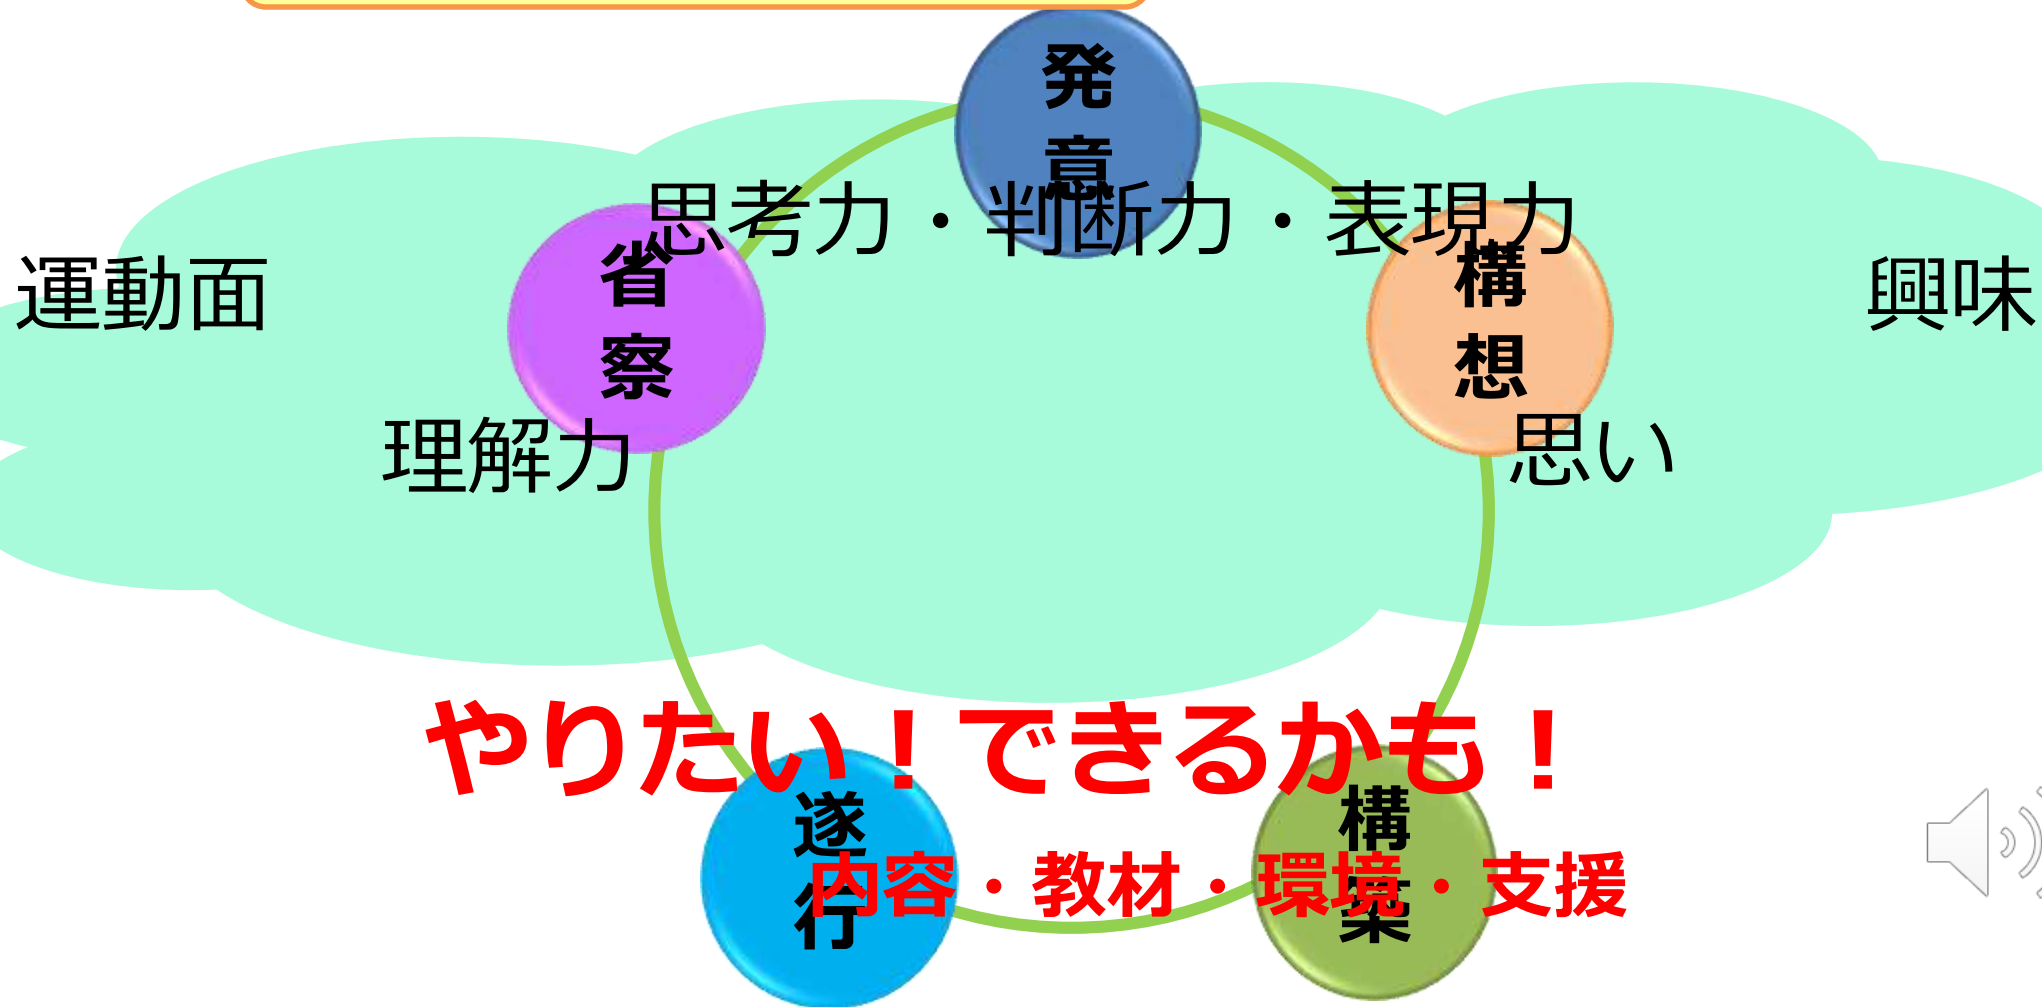 発意
思考力・判断力・表現力
運動面
省察
構想
興味
理解力
思い
やりたい！できるかも！
遂行
構築
内容・教材・環境・支援